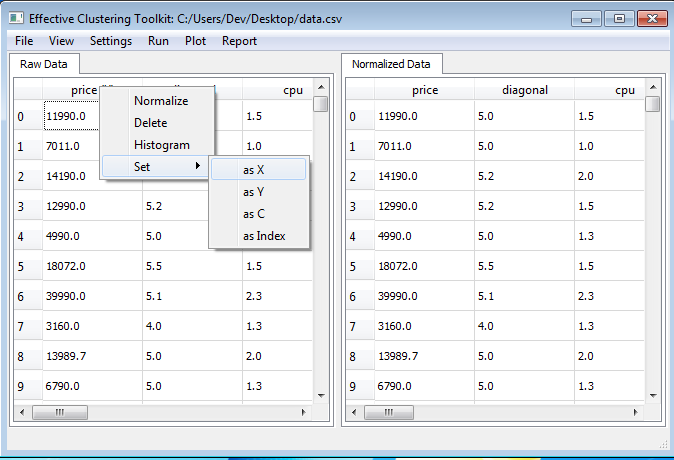 Effective Clustering Toolkit: C:/Users/Dev/Desktop/data.csv
File View Settings Run Plot Report
Raw Data
price cpu
0 11990.0 1.5
1 7011.0 1.0
2 14190.0
3 12990.0 5.2
4 4990.0 5.0
5 18072.0 5.5 1.5
6 39990.0 5.1 2.3
7 3160.0 4.0 1.3
8 13989.7 5.0 2.0
9 6790.0 5.0 1.3
Normalize
Delete
Histogram
Set
as X
as Y
as C
as Index
Normalized Data
price diagonal cpu
0 11990.0 5.0 1.5
1 7011.0 5.0 1.0
2 14190.0 5.2 2.0
3 12990.0 5.2 1.5
4 4990.0 5.0 1.3
5 18072.0 5.5 1.5
6 39990.0 5.1 2.3
7 3160.0 4.0 1.3
8 13989.7 5.0 2.0
9 6790.0 5.0 1.3